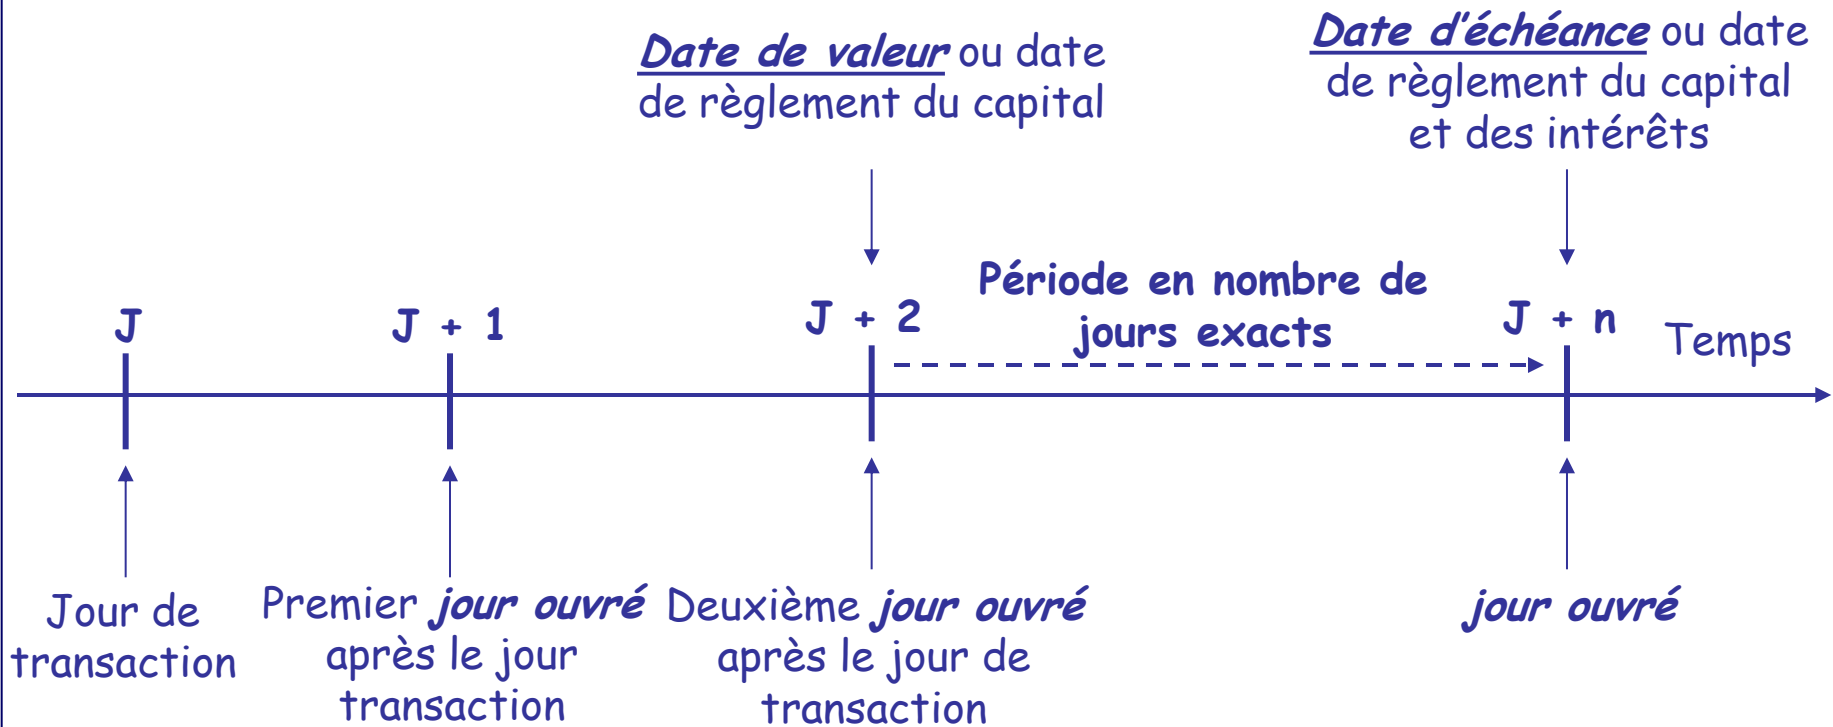 Date de valeur ou date
de règlement du capital
Date d'échéance ou date
de règlement du capital
et des intérêts
J
J + 1
J + 2
Période en nombre de
jours exacts
J + n
Temps
Jour de
transaction
Premier jour ouvré
après le jour
transaction
Deuxième jour ouvré
après le jour de
transaction
jour ouvré